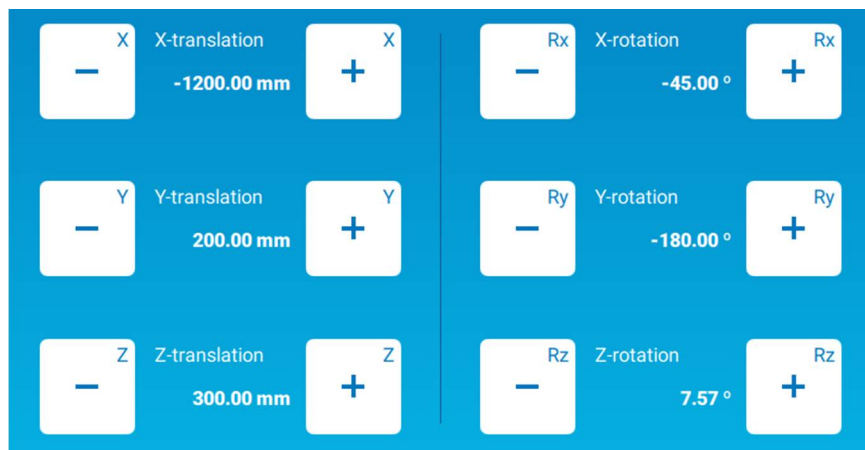 X X-translation X
− -1200.00 mm +
Rx X-rotation Rx
− -45.00 º +
Y Y-translation Y
− 200.00 mm +
Ry Y-rotation Ry
− -180.00 º +
Z Z-translation Z
− 300.00 mm +
Rz Z-rotation Rz
− 7.57 º +